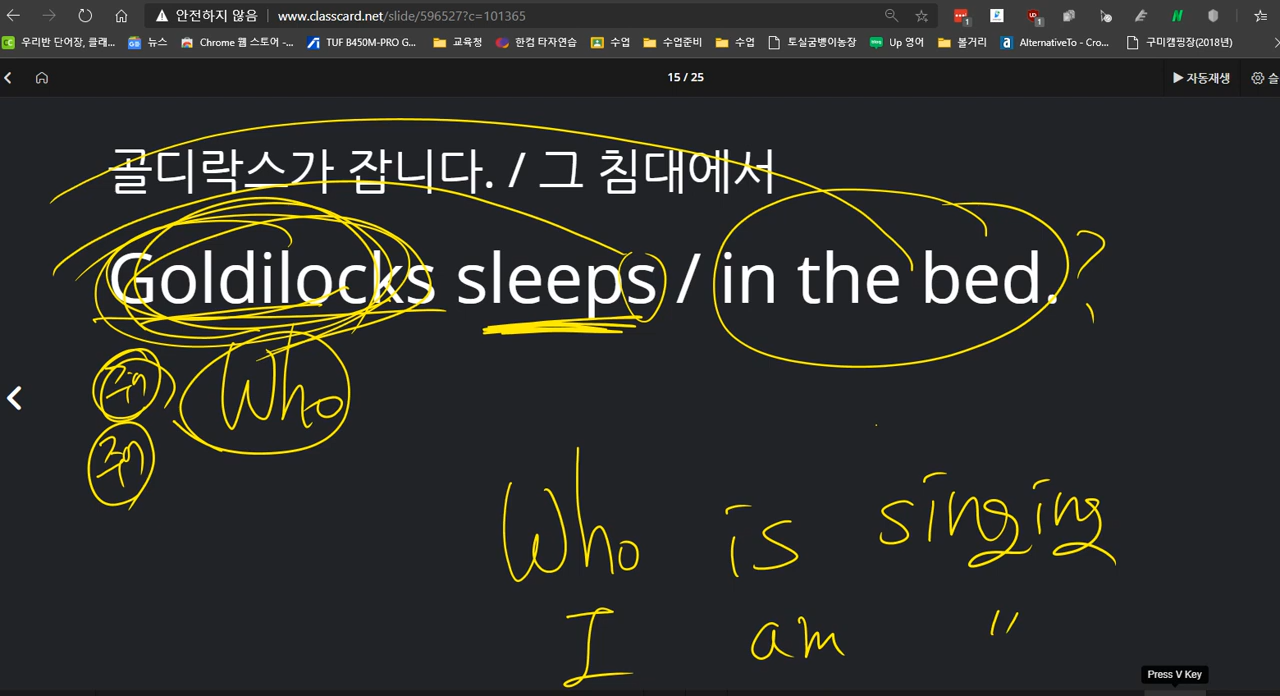 안전하지 않음 www.classcard.net/slide/596527?c=101365
우리반 단어장, 클래... 뉴스 Chrome 웹 스토어 -... TUF B450M-PRO G... 교육청 한컴 타자연습 수업 수업준비 수업 토실굼벵이농장 Up 영어 볼거리 AlternativeTo - Cro... 구미캠핑장(2018년)
15 / 25 자동재생 슬
골디락스가 잡니다. / 그 침대에서
Goldilocks sleeps / in the bed. ?
주어 Who
주어
Who is singing
I am "
Press V Key